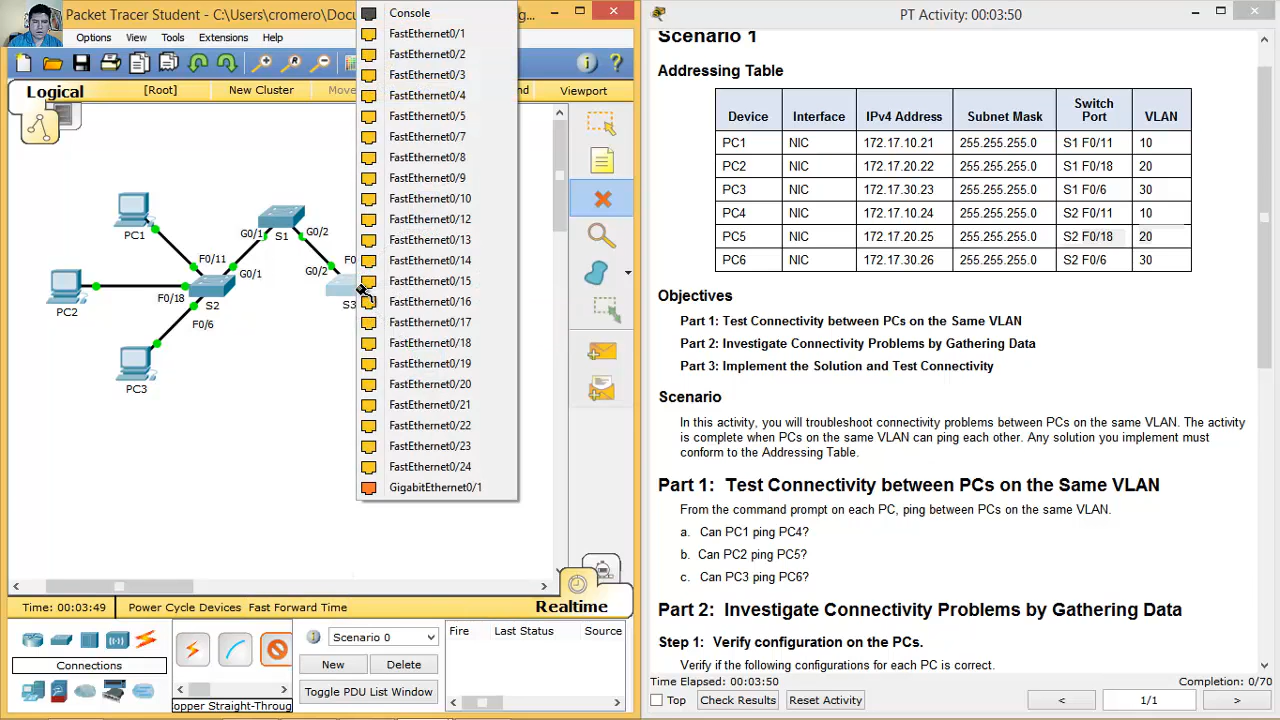 Packet Tracer Student - C:\Users\cromero\Docu
g...
Options View Tools Extensions Help
Logical
[Root]
New Cluster
Move
nd
Viewport
Console
FastEthernet0/1
FastEthernet0/2
FastEthernet0/3
FastEthernet0/4
FastEthernet0/5
FastEthernet0/7
FastEthernet0/8
FastEthernet0/9
FastEthernet0/10
FastEthernet0/12
FastEthernet0/13
FastEthernet0/14
FastEthernet0/15
FastEthernet0/16
FastEthernet0/17
FastEthernet0/18
FastEthernet0/19
FastEthernet0/20
FastEthernet0/21
FastEthernet0/22
FastEthernet0/23
FastEthernet0/24
GigabitEthernet0/1
PC1
S1
G0/1
G0/2
F0/11
G0/1
G0/2
F0
PC2
F0/18
S2
S3
F0/6
PC3
Time: 00:03:49
Power Cycle Devices Fast Forward Time
Realtime
Connections
opper Straight-Throug
Scenario 0
New
Delete
Toggle PDU List Window
Fire Last Status Source
PT Activity: 00:03:50
Scenario 1
Addressing Table
Device Interface IPv4 Address Subnet Mask Switch Port VLAN
PC1 NIC 172.17.10.21 255.255.255.0 S1 F0/11 10
PC2 NIC 172.17.20.22 255.255.255.0 S1 F0/18 20
PC3 NIC 172.17.30.23 255.255.255.0 S1 F0/6 30
PC4 NIC 172.17.10.24 255.255.255.0 S2 F0/11 10
PC5 NIC 172.17.20.25 255.255.255.0 S2 F0/18 20
PC6 NIC 172.17.30.26 255.255.255.0 S2 F0/6 30
Objectives
Part 1: Test Connectivity between PCs on the Same VLAN
Part 2: Investigate Connectivity Problems by Gathering Data
Part 3: Implement the Solution and Test Connectivity
Scenario
In this activity, you will troubleshoot connectivity problems between PCs on the same VLAN. The activity
is complete when PCs on the same VLAN can ping each other. Any solution you implement must
conform to the Addressing Table.
Part 1: Test Connectivity between PCs on the Same VLAN
From the command prompt on each PC, ping between PCs on the same VLAN.
a. Can PC1 ping PC4?
b. Can PC2 ping PC5?
c. Can PC3 ping PC6?
Part 2: Investigate Connectivity Problems by Gathering Data
Step 1: Verify configuration on the PCs.
Verify if the following configurations for each PC is correct.
Time Elapsed: 00:03:50
Completion: 0/70
Top
Check Results
Reset Activity
<
1/1
>